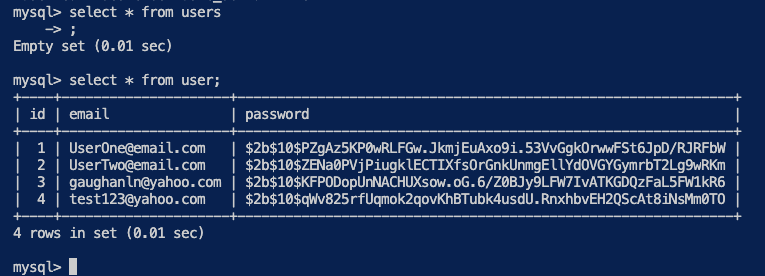 mysql> select * from users
-> ;
Empty set (0.01 sec)
mysql> select * from user;
| id | email | password |
| 1 | UserOne@email.com | $2b$10$PZgAz5KP0wRLFGw.JkmjEuAxo9i.53VvGgkOrwwFSt6JpD/RJRFbW |
| 2 | UserTwo@email.com | $2b$10$ZENa0PVjPiugklECTIXfsOrGnkUnmgEllYdOVGYGymrbT2Lg9wRKm |
| 3 | gaughanln@yahoo.com | $2b$10$KFPODopUnNACHUXsow.oG.6/Z0BJy9LFW7IvATKGDQzFaL5FW1kR6 |
| 4 | test123@yahoo.com | $2b$10$qWv825rfUqmok2qovKhBTubk4usdU.RnxhbvEH2QScAt8iNsMm0TO |
4 rows in set (0.01 sec)
mysql>